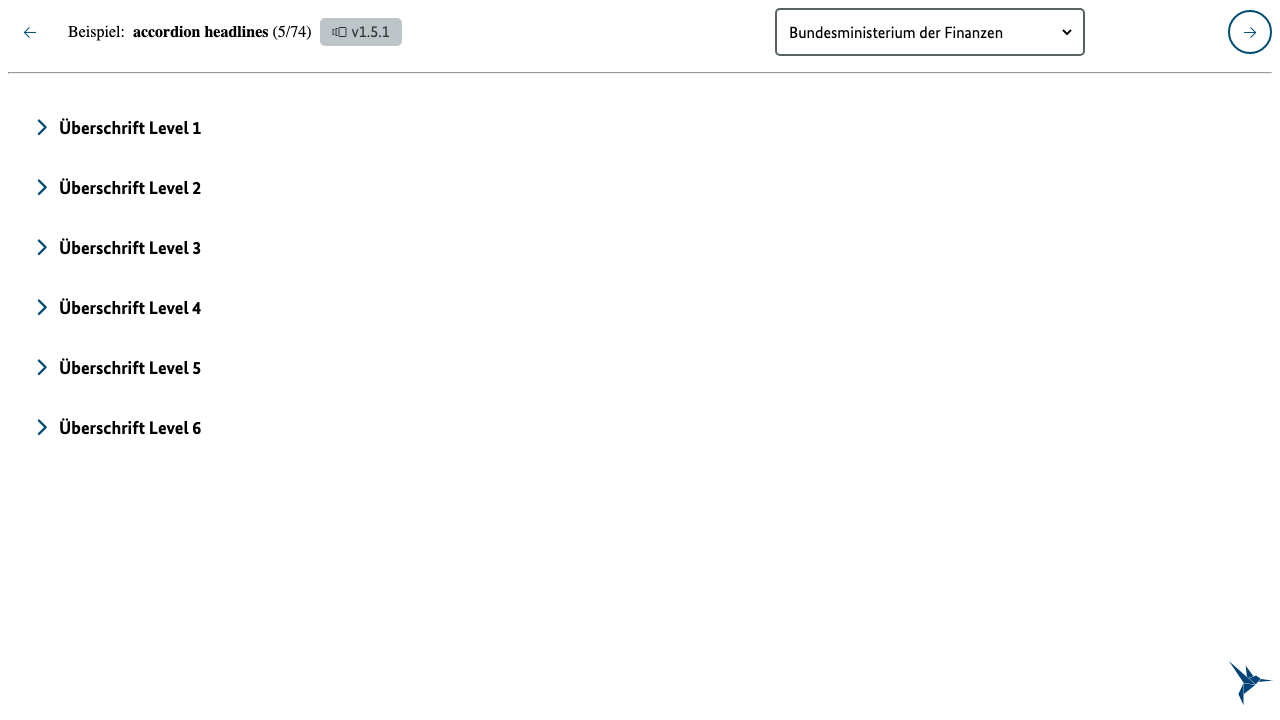 Beispiel: accordion headlines (5/74) v1.5.1 Bundesministerium der Finanzen
Überschrift Level 1
Überschrift Level 2
Überschrift Level 3
Überschrift Level 4
Überschrift Level 5
Überschrift Level 6